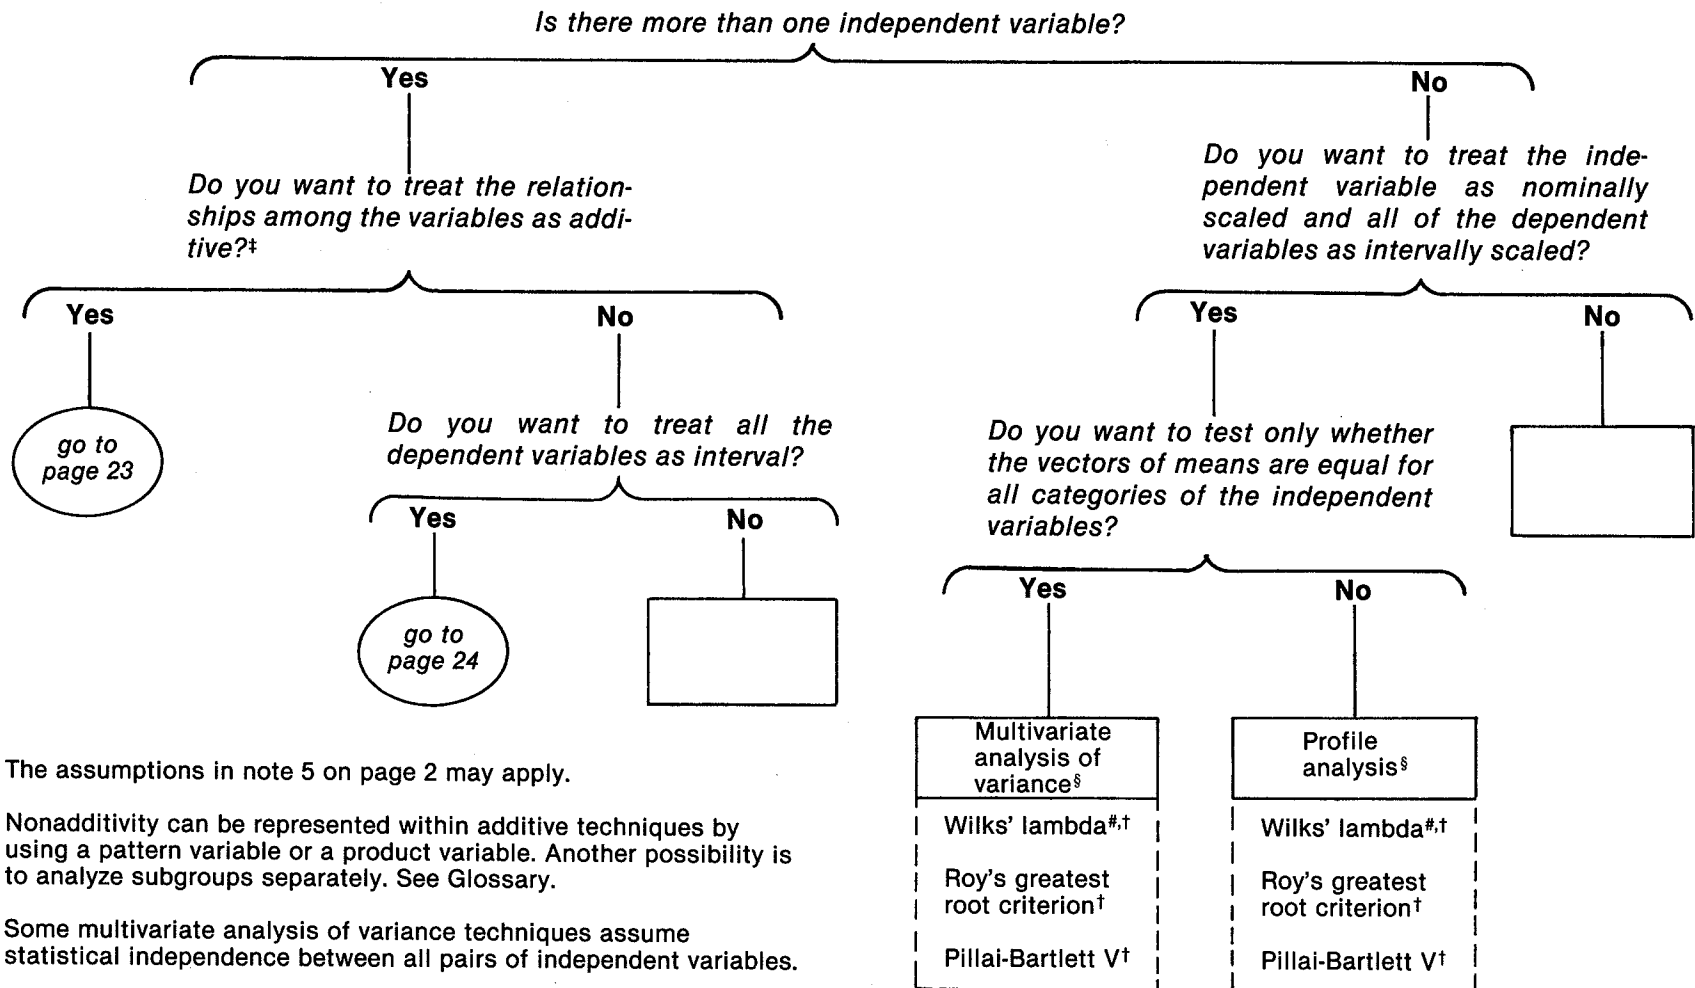 Is there more than one independent variable?
Yes
No
Do you want to treat the relation-
ships among the variables as addi-
tive?‡
Do you want to treat the inde-
pendent variable as nominally
scaled and all of the dependent
variables as intervally scaled?
Yes
No
Yes
No
go to
page 23
Do you want to treat all the
dependent variables as interval?
Do you want to test only whether
the vectors of means are equal for
all categories of the independent
variables?
Yes
No
Yes
No
go to
page 24
Multivariate
analysis of
variance§
Wilks' lambda#,†
Roy's greatest
root criterion†
Pillai-Bartlett V†
Profile
analysis§
Wilks' lambda#,†
Roy's greatest
root criterion†
Pillai-Bartlett V†
The assumptions in note 5 on page 2 may apply.
Nonadditivity can be represented within additive techniques by
using a pattern variable or a product variable. Another possibility is
to analyze subgroups separately. See Glossary.
Some multivariate analysis of variance techniques assume
statistical independence between all pairs of independent variables.